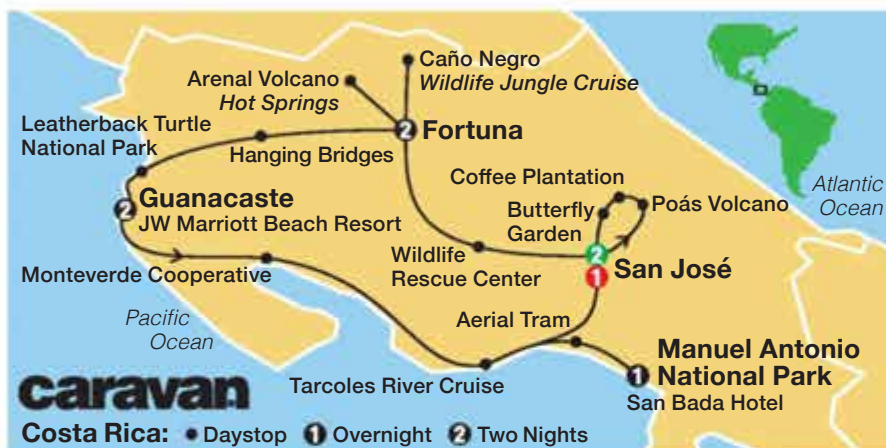 Caño Negro
Wildlife Jungle Cruise
Arenal Volcano
Hot Springs
Leatherback Turtle
National Park
2
Fortuna
Hanging Bridges
Coffee Plantation
Atlantic
Ocean
2
Guanacaste
JW Marriott Beach Resort
Butterfly
Garden
Poás Volcano
Wildlife
Rescue Center
2
1
San José
Monteverde Cooperative
Pacific
Ocean
Aerial Tram
1
Manuel Antonio
National Park
San Bada Hotel
Tarcoles River Cruise
caravan
Costa Rica: Daystop 1 Overnight 2 Two Nights